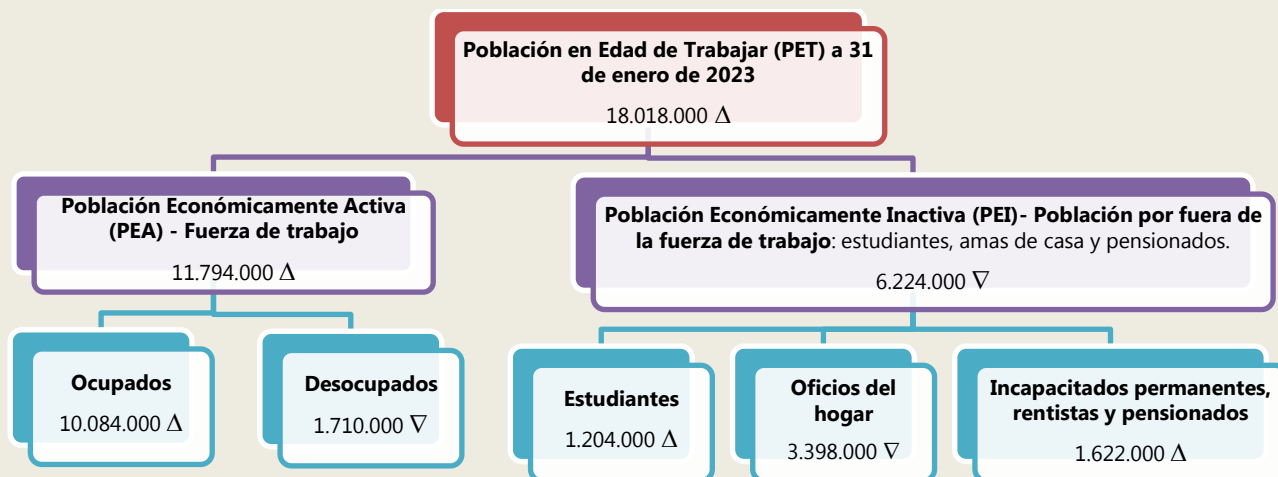 Población en Edad de Trabajar (PET) a 31
de enero de 2023
18.018.000 Δ
Población Económicamente Activa
(PEA) - Fuerza de trabajo
11.794.000 Δ
Población Económicamente Inactiva (PEI)- Población por fuera de
la fuerza de trabajo: estudiantes, amas de casa y pensionados.
6.224.000 ∇
Ocupados
10.084.000 Δ
Desocupados
1.710.000 ∇
Estudiantes
1.204.000 Δ
Oficios del
hogar
3.398.000 ∇
Incapacitados permanentes,
rentistas y pensionados
1.622.000 Δ